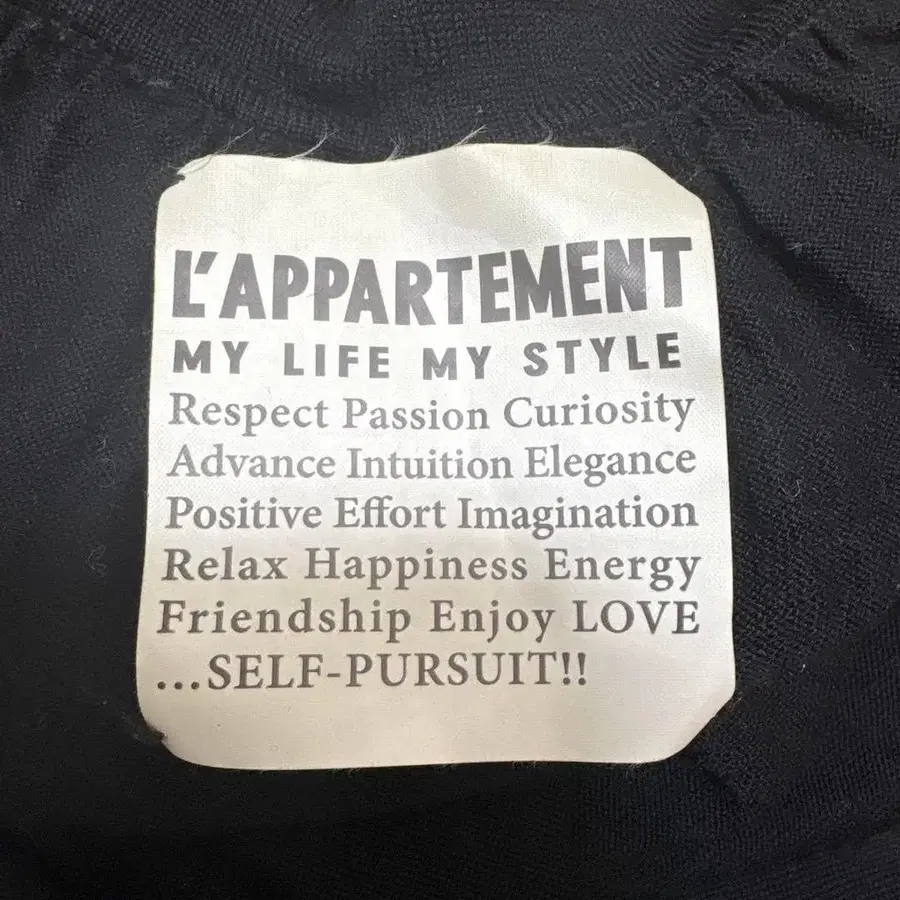 L'APPARTEMENT
MY LIFE MY STYLE
Respect Passion Curiosity
Advance Intuition Elegance
Positive Effort Imagination
Relax Happiness Energy
Friendship Enjoy LOVE
...SELF-PURSUIT!!